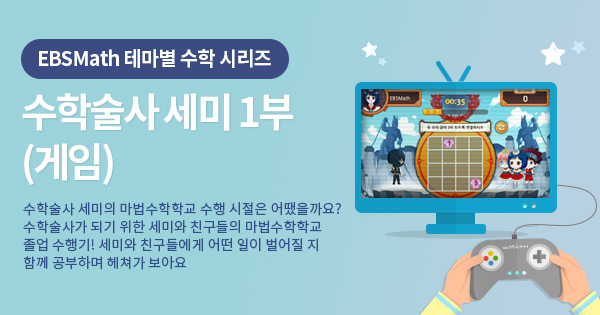 EBSMath 테마별 수학 시리즈
수학술사 세미 1부
(게임)
수학술사 세미의 마법수학학교 수행 시절은 어땠을까요?
수학술사가 되기 위한 세미와 친구들의 마법수학학교
졸업 수행기! 세미와 친구들에게 어떤 일이 벌어질 지
함께 공부하며 헤쳐가 보아요
EBSMath
00:35
0